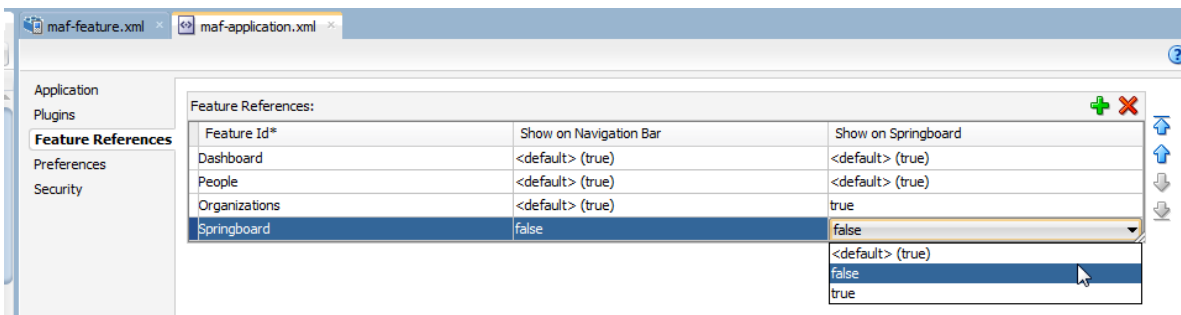 maf-feature.xml maf-application.xml
Application
Plugins
Feature References
Preferences
Security
Feature References:
Feature Id* Show on Navigation Bar Show on Springboard
Dashboard <default> (true) <default> (true)
People <default> (true) <default> (true)
Organizations <default> (true) true
Springboard false false
<default> (true)
false
true